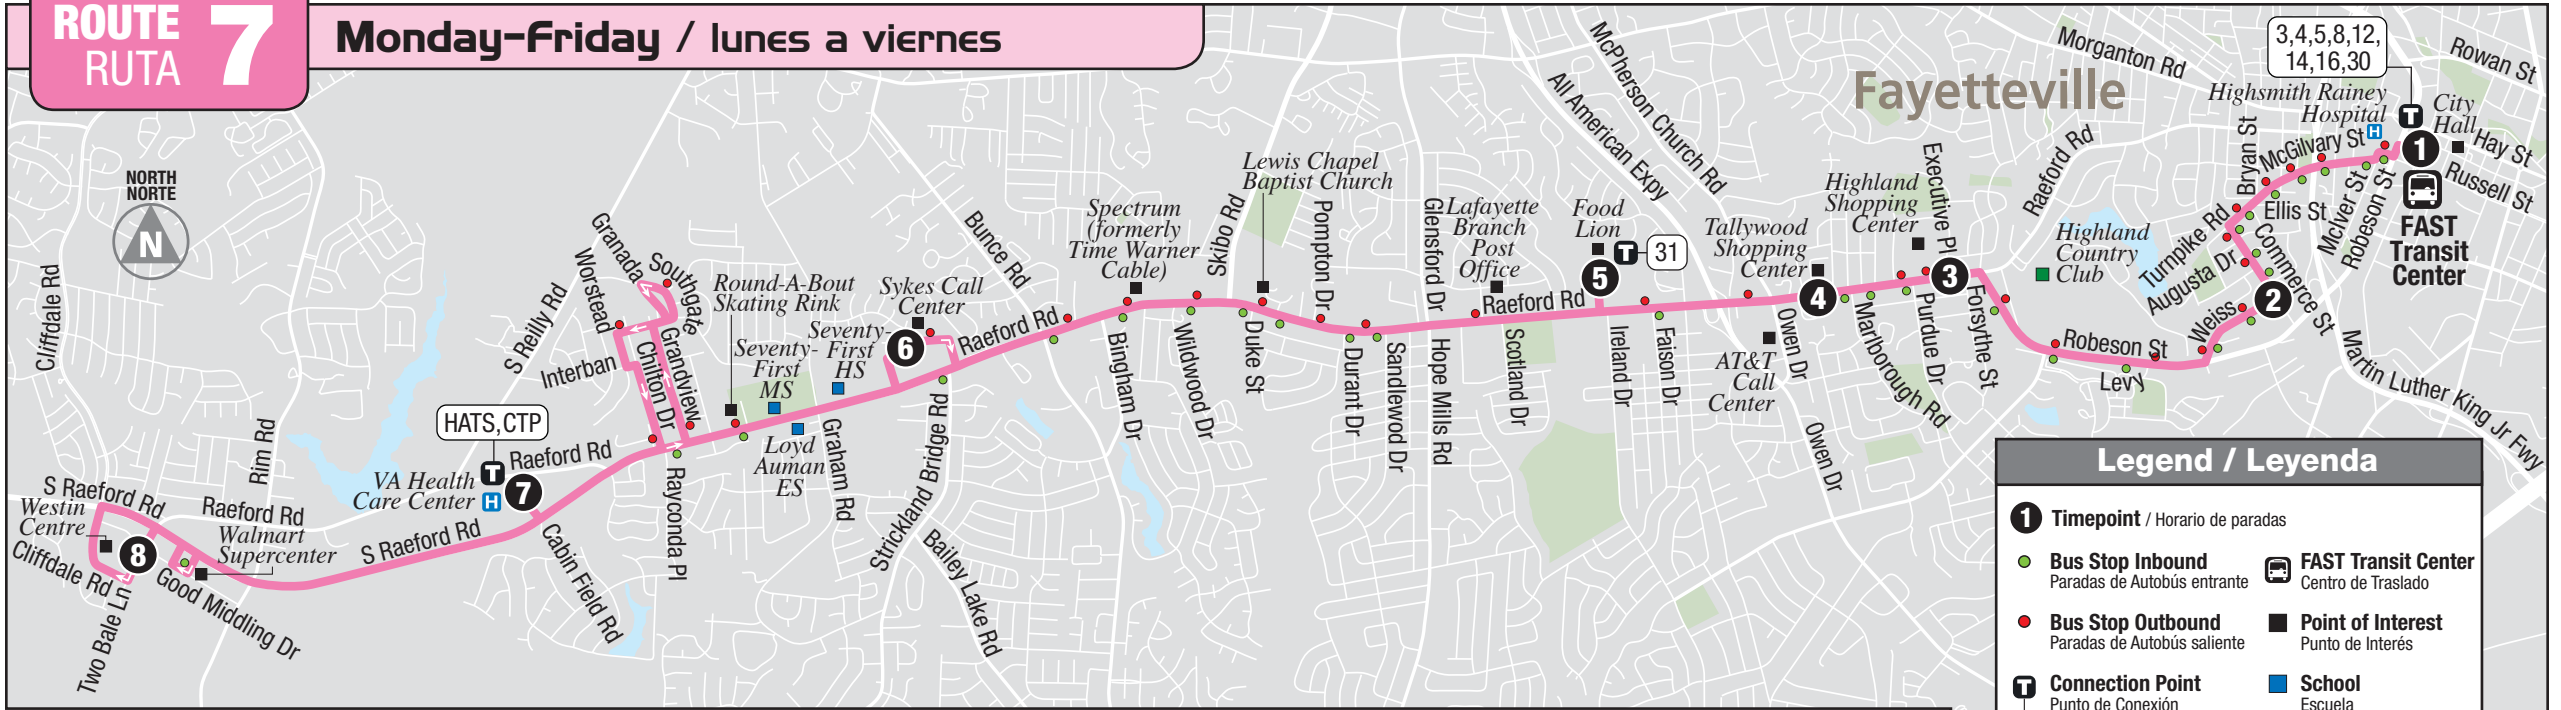 ROUTE
RUTA
7
Monday-Friday / lunes a viernes
NORTH
NORTE
N
Fayetteville
3,4,5,8,12,
14,16,30
Morganton Rd
Rowan St
Highsmith Rainey
Hospital
H
T
City
Hall
Hay St
Russell St
1
FAST
Transit
Center
McGilvary St
Bryan St
Ellis St
McIver St
Robeson St
Turnpike Rd
Augusta Dr
Commerce St
2
Weiss
Robeson St
Levy
Martin Luther King Jr Fwy
Highland
Country
Club
Raeford Rd
Executive Pl
3
Forsythe St
Purdue Dr
Marlborough Rd
Highland
Shopping
Center
Tallywood
Shopping
Center
4
Owen Dr
Owen Dr
AT&T
Call
Center
McPherson Church Rd
All American Expy
Food
Lion
5
T
31
Faison Dr
Ireland Dr
Raeford Rd
Scotland Dr
Lafayette
Branch
Post
Office
Glensford Dr
Hope Mills Rd
Sandlewood Dr
Durant Dr
Pompton Dr
Lewis Chapel
Baptist Church
Skibo Rd
Duke St
Wildwood Dr
Bingham Dr
Spectrum
(formerly
Time Warner
Cable)
Bunce Rd
Raeford Rd
Sykes Call
Center
6
Strickland Bridge Rd
Bailey Lake Rd
Graham Rd
Seventy-
First
HS
Seventy-
First
MS
Loyd
Auman
ES
Round-A-Bout
Skating Rink
Granada
Southgate
Worstead
Grandview
Chilton Dr
Interban
S Reilly Rd
Rayconda Pl
HATS,CTP
T
Raeford Rd
VA Health
Care Center
H
7
Cabin Field Rd
S Raeford Rd
Cliffdale Rd
Rim Rd
S Raeford Rd
Raeford Rd
Westin
Centre
8
Walmart
Supercenter
Cliffdale Rd
Good Middling Dr
Two Bale Ln
Legend / Leyenda
1 Timepoint / Horario de paradas
Bus Stop Inbound
Paradas de Autobús entrante
FAST Transit Center
Centro de Traslado
Bus Stop Outbound
Paradas de Autobús saliente
Point of Interest
Punto de Interés
T Connection Point
Punto de Conexión
School
Escuela